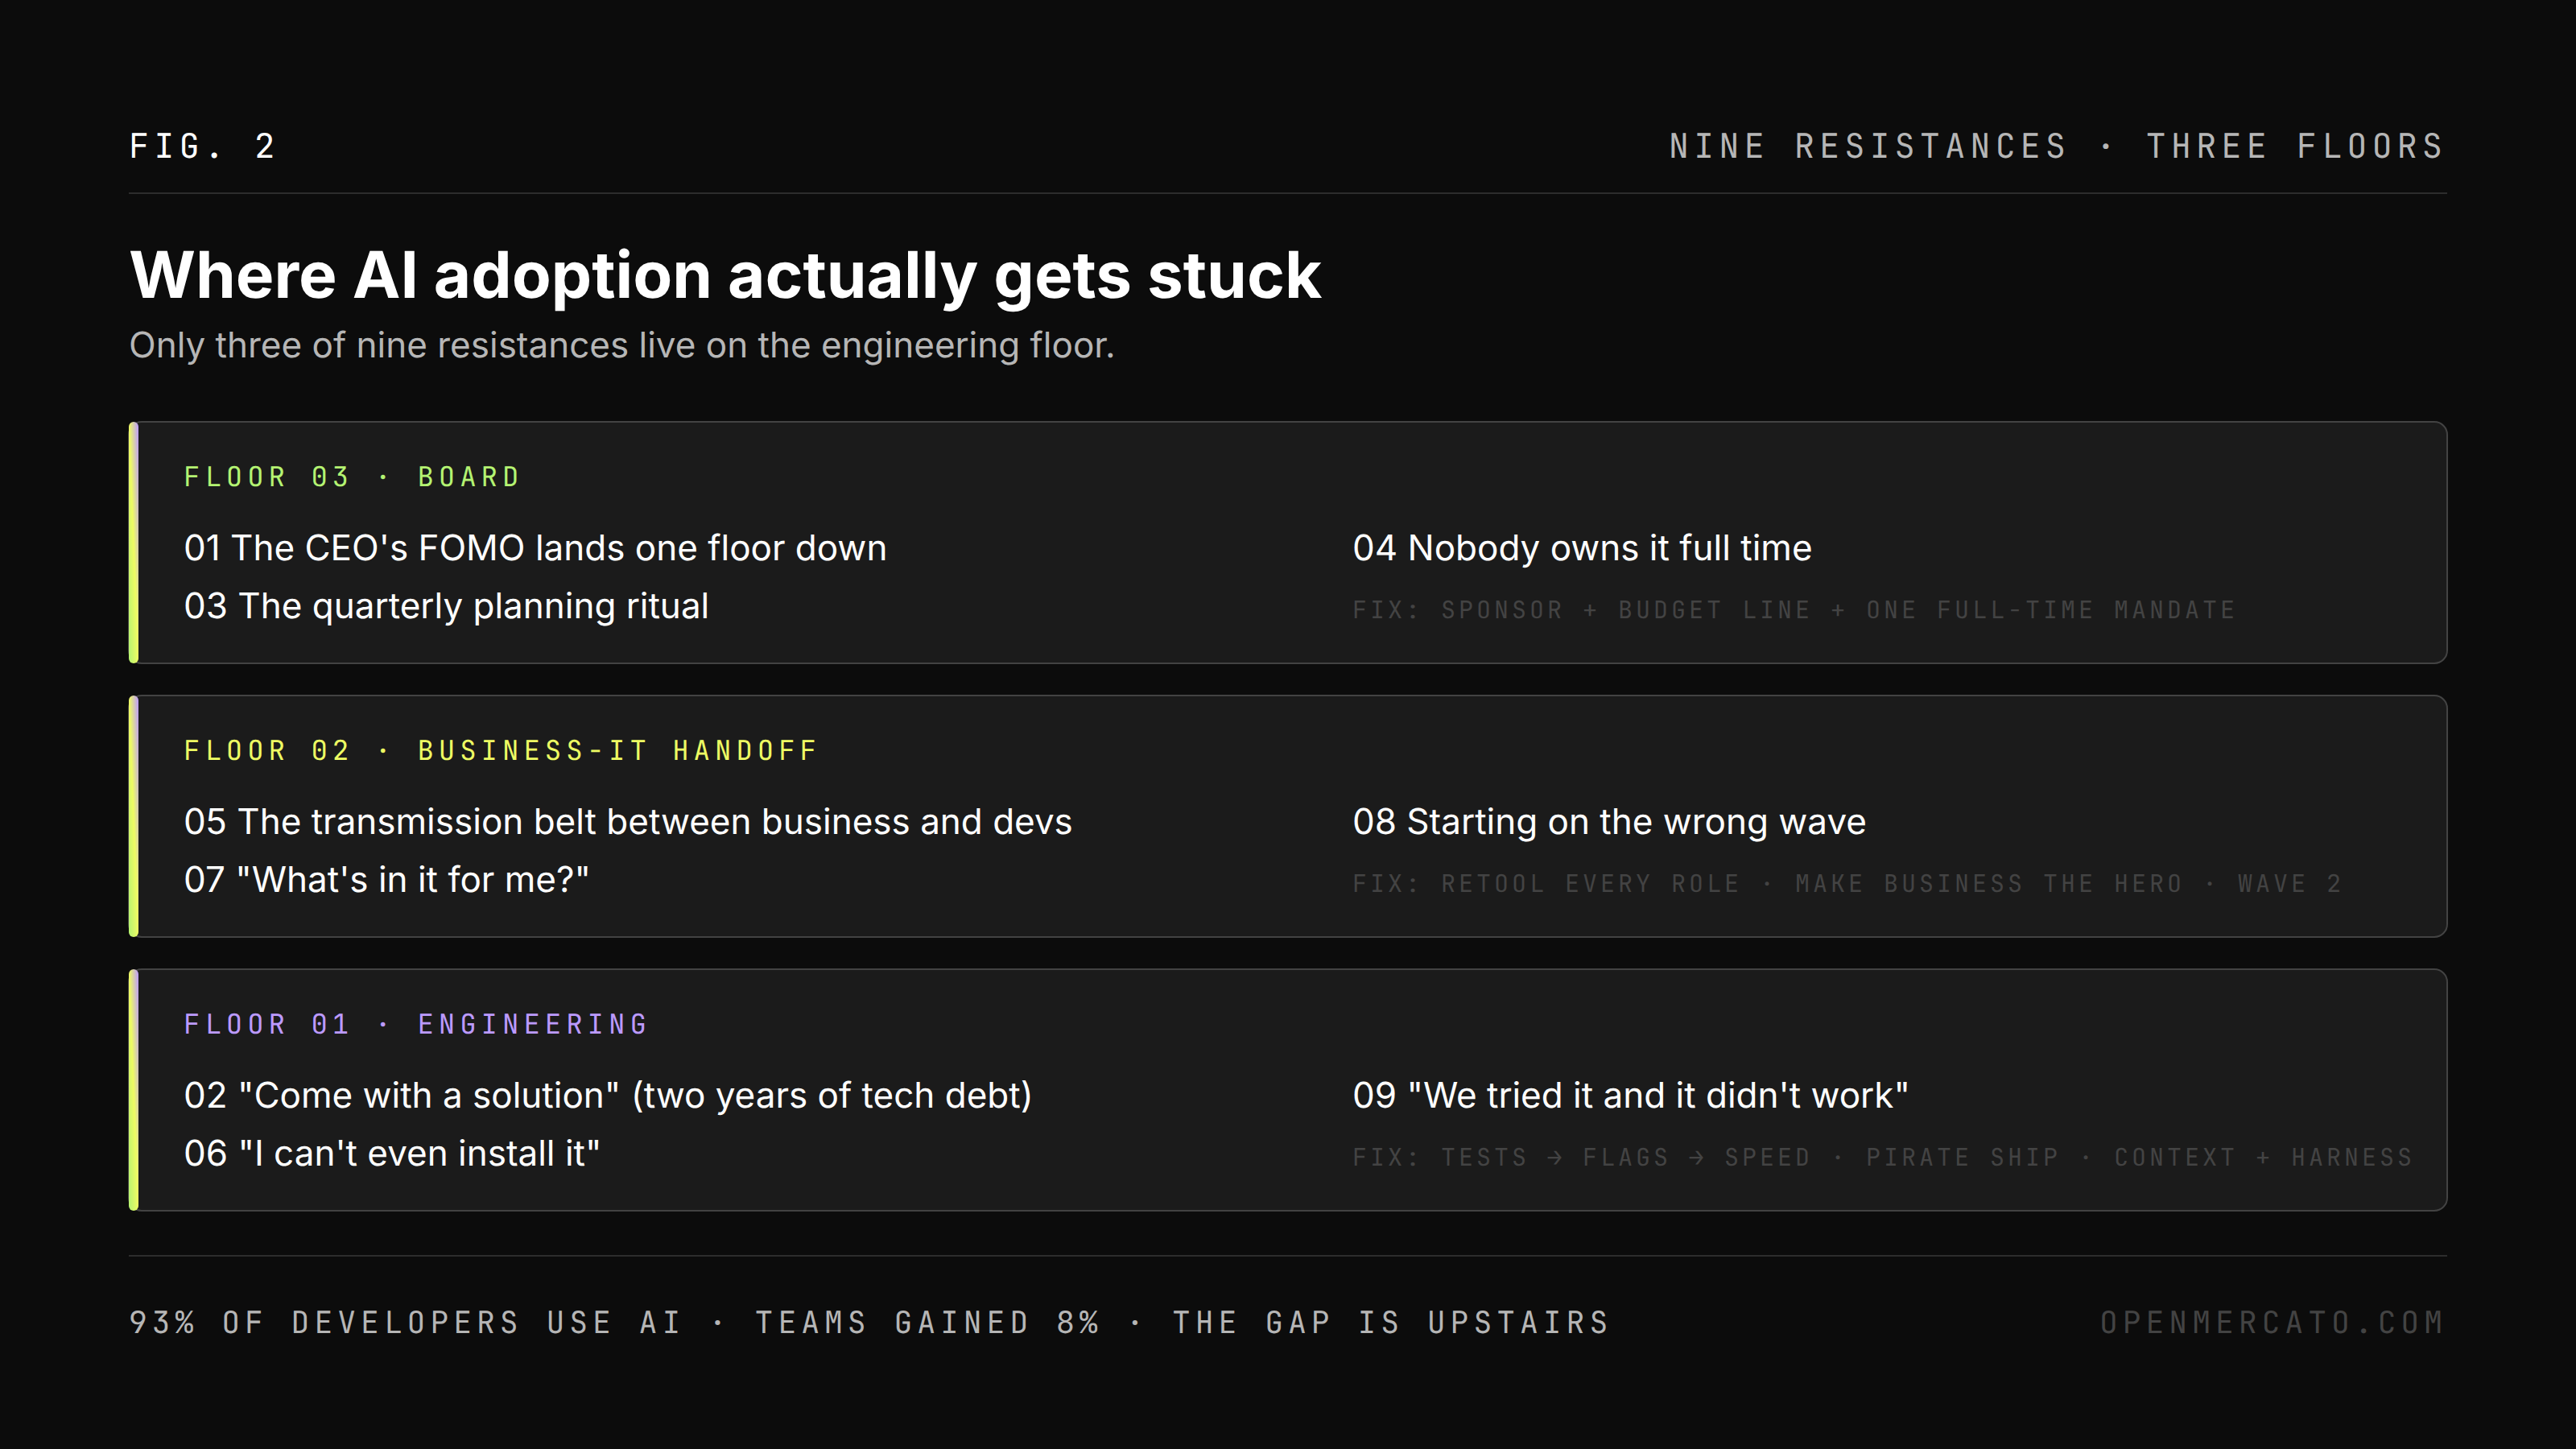 FIG. 2
NINE RESISTANCES · THREE FLOORS
Where AI adoption actually gets stuck
Only three of nine resistances live on the engineering floor.
FLOOR 03 · BOARD
01 The CEO's FOMO lands one floor down
03 The quarterly planning ritual
04 Nobody owns it full time
FIX: SPONSOR + BUDGET LINE + ONE FULL-TIME MANDATE
FLOOR 02 · BUSINESS-IT HANDOFF
05 The transmission belt between business and devs
07 "What's in it for me?"
08 Starting on the wrong wave
FIX: RETOOL EVERY ROLE · MAKE BUSINESS THE HERO · WAVE 2
FLOOR 01 · ENGINEERING
02 "Come with a solution" (two years of tech debt)
06 "I can't even install it"
09 "We tried it and it didn't work"
FIX: TESTS → FLAGS → SPEED · PIRATE SHIP · CONTEXT + HARNESS
93% OF DEVELOPERS USE AI · TEAMS GAINED 8% · THE GAP IS UPSTAIRS
OPENMERCATO.COM